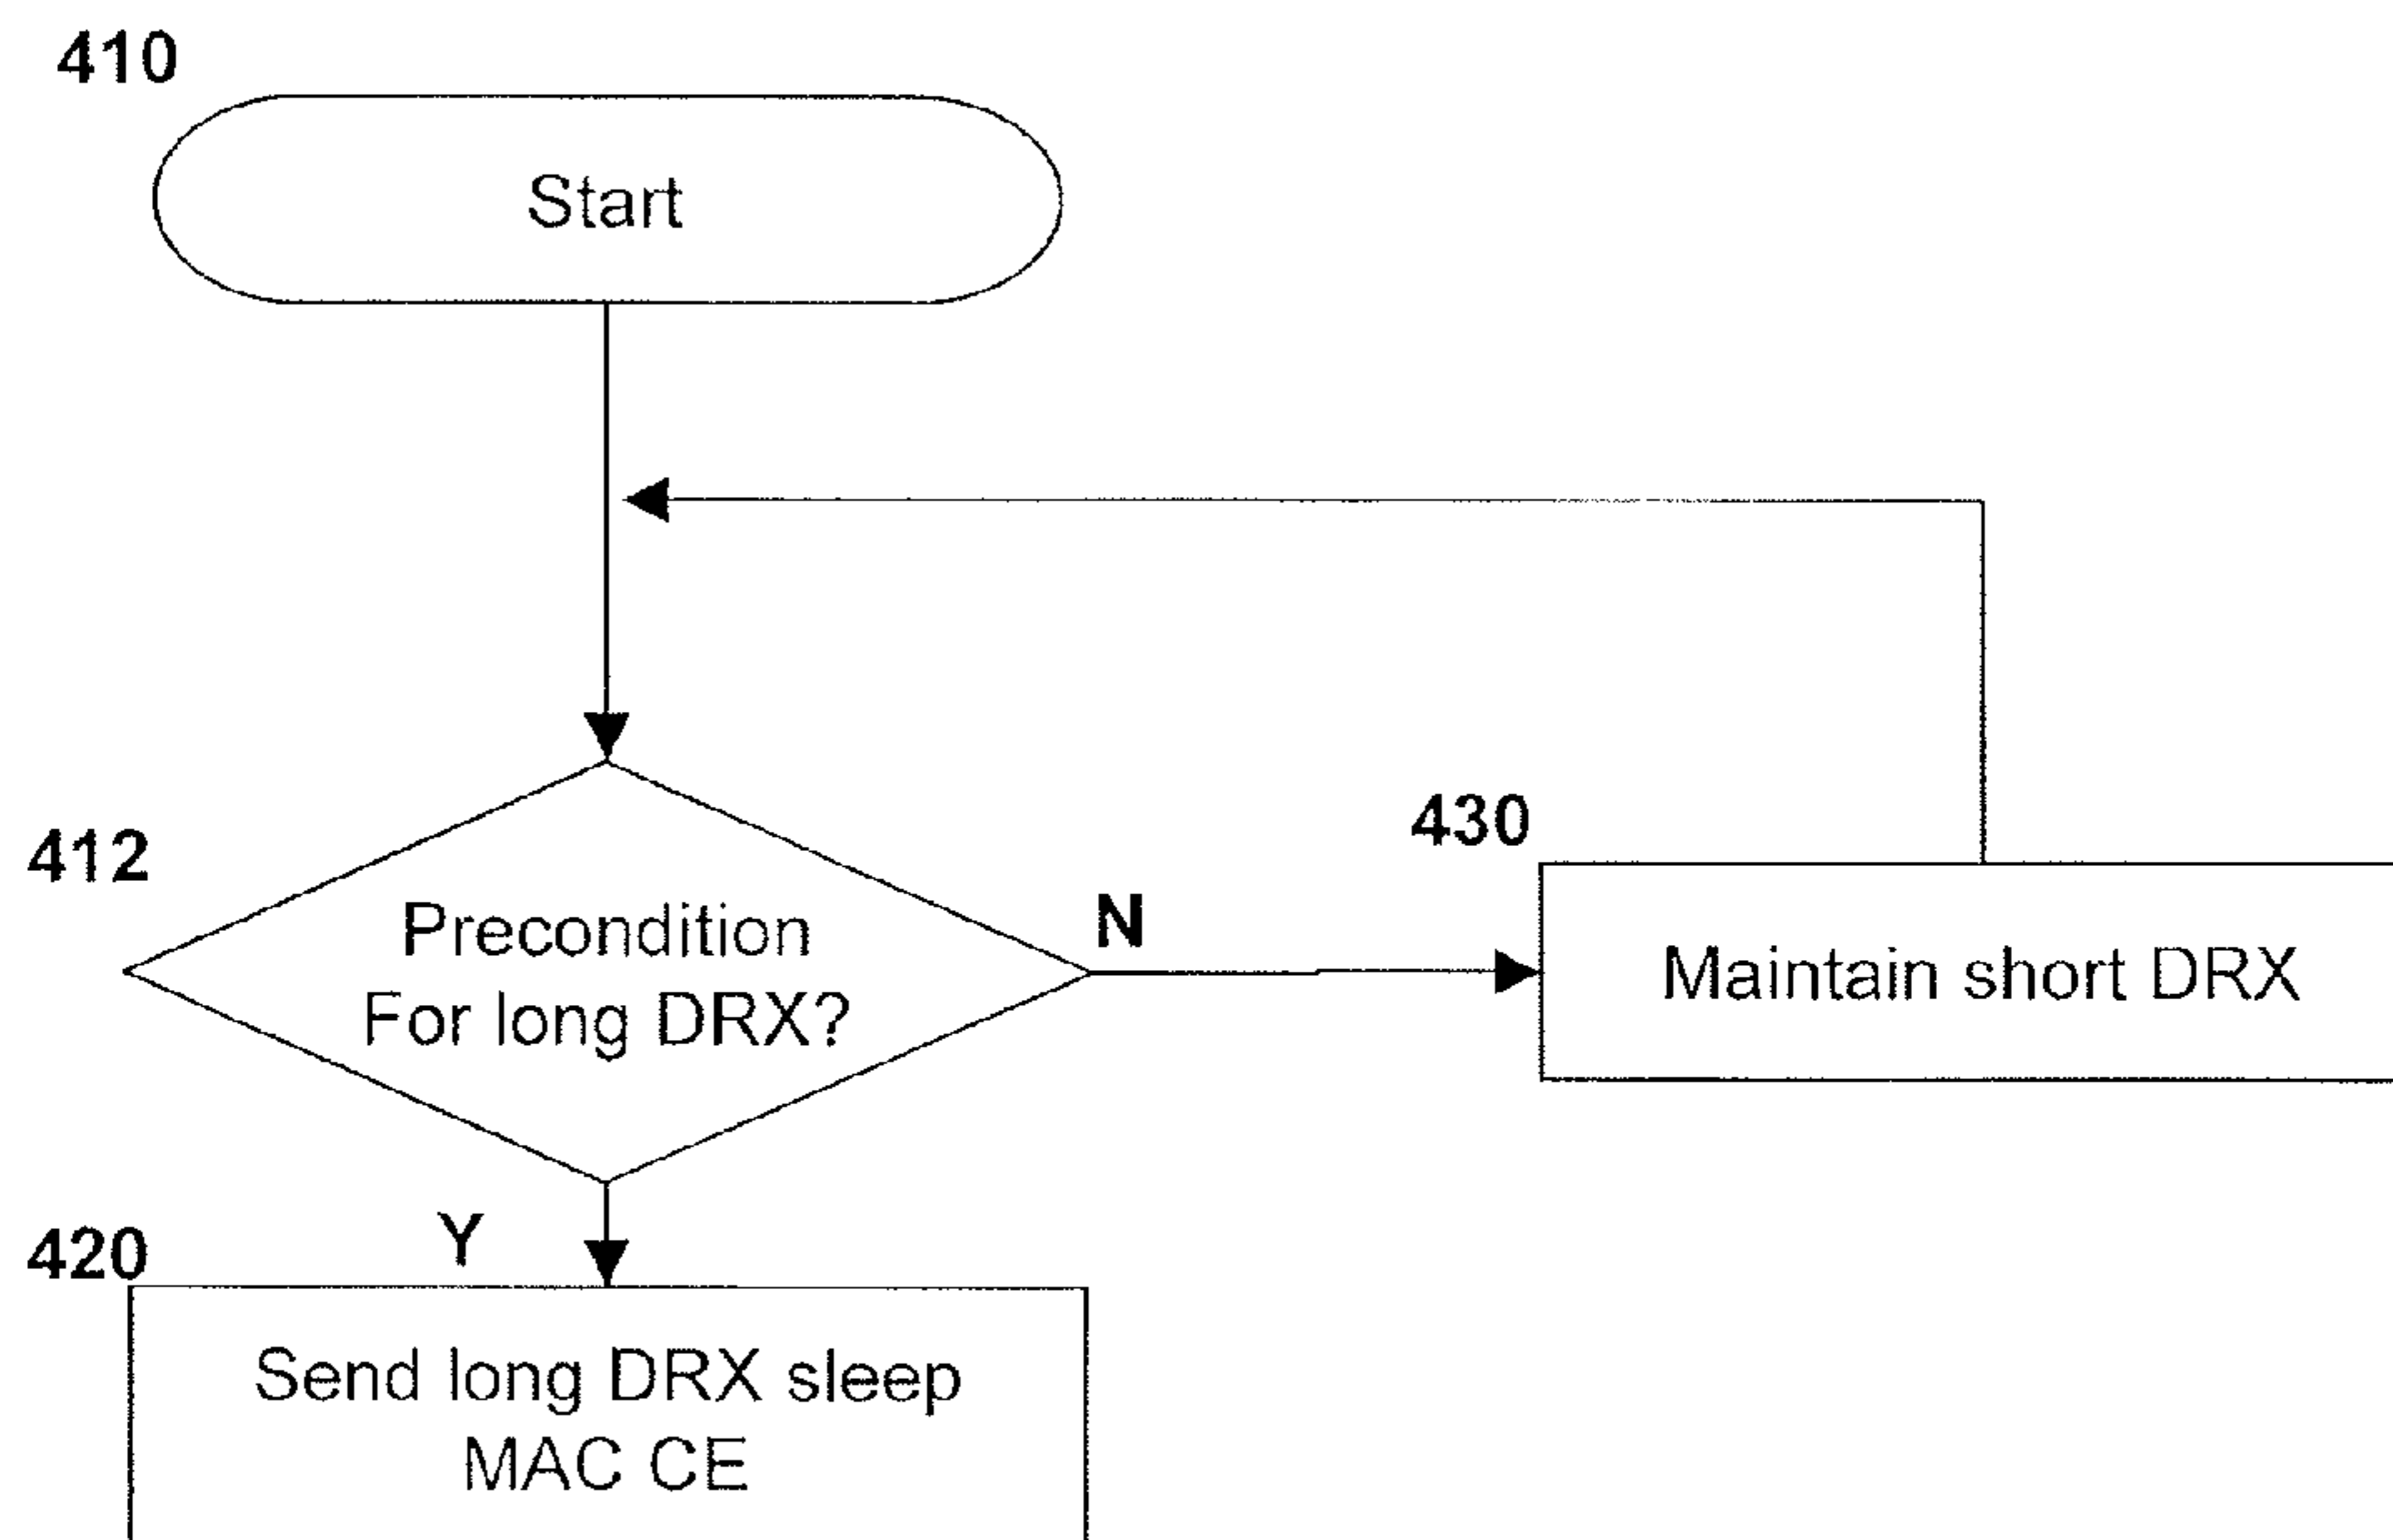 410
Start
412
Precondition
For long DRX?
N
430
Maintain short DRX
Y
420
Send long DRX sleep
MAC CE